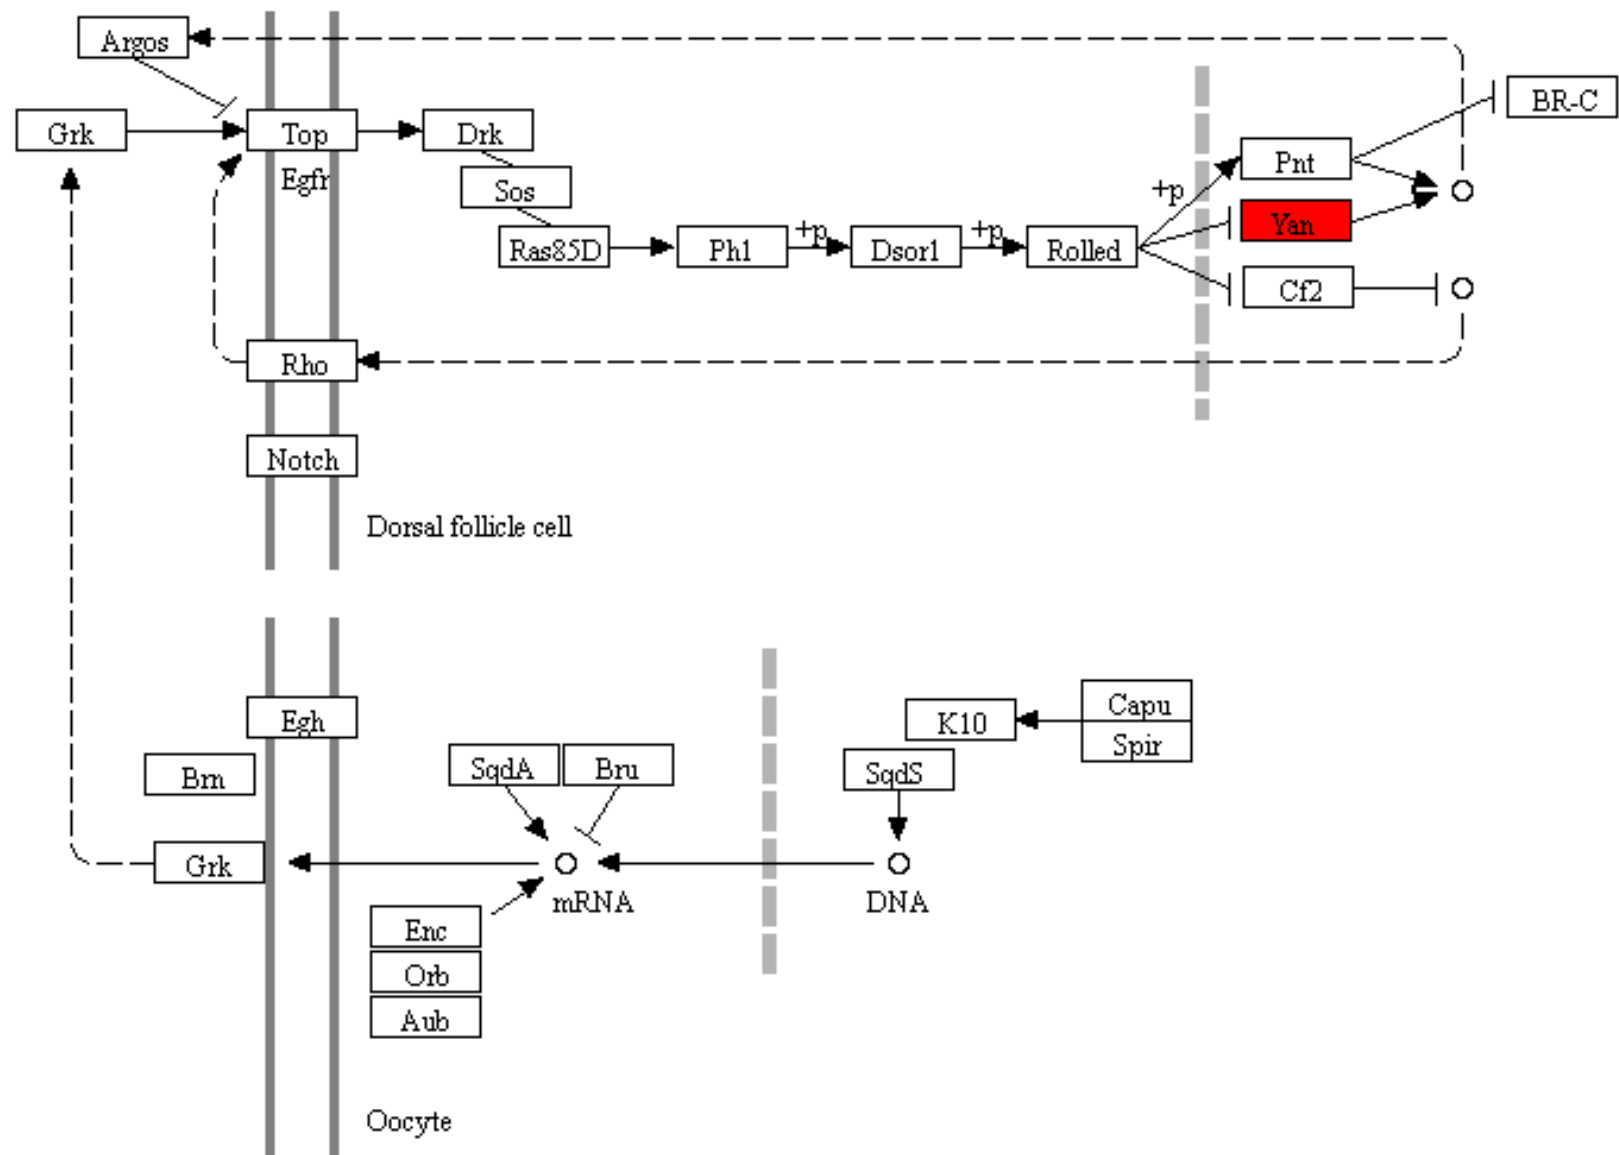 Argos
BR-C
Grk
Top
Drk
Egfr
Pnt
Sos
+p
Yan
Ras85D
Ph1
+p
Dsor1
+p
Rolled
Cf2
Rho
Notch
Dorsal follicle cell
Egh
K10
Capu
Spir
Brn
SqdA
Bru
SqdS
Grk
mRNA
DNA
Enc
Orb
Aub
Oocyte